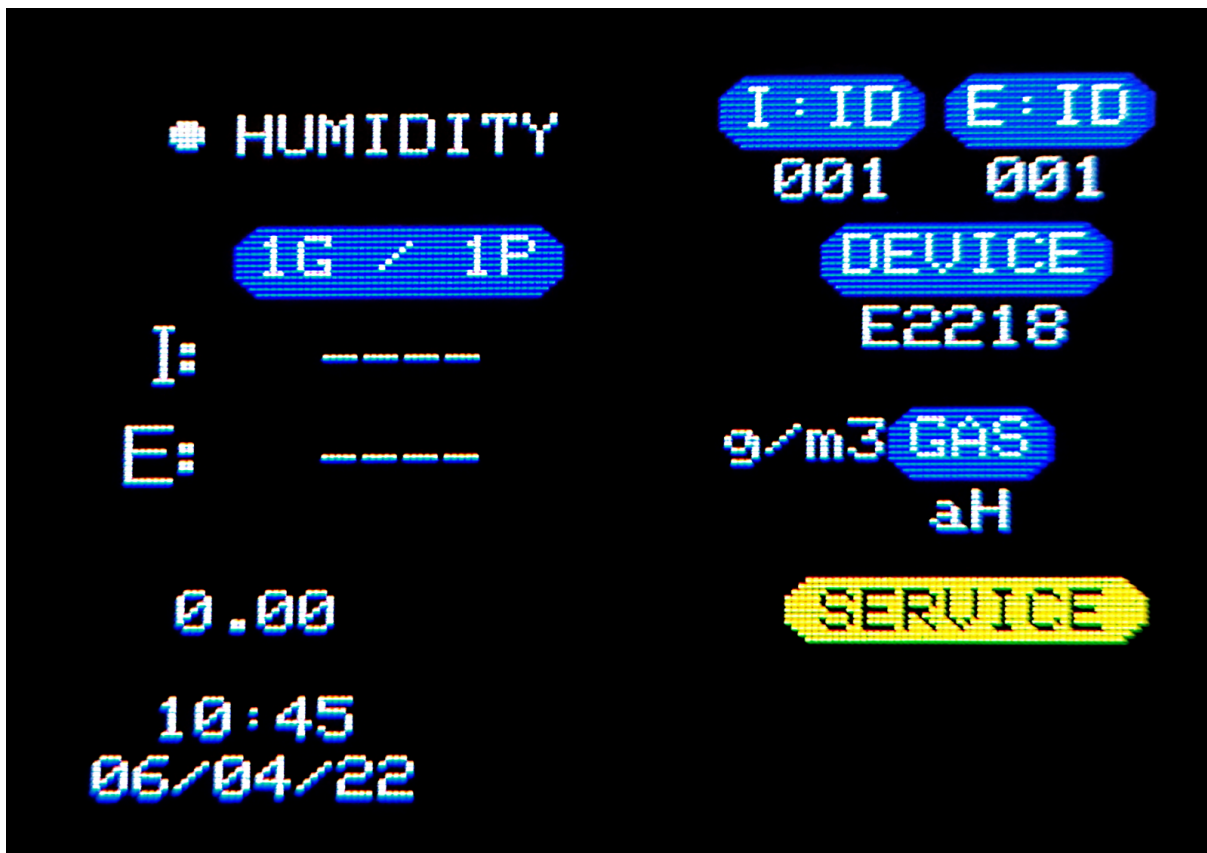 HUMIDITY
I:ID E:ID
001 001
1G / 1P
DEVICE
E2218
I: ----
E: ----
g/m3 GAS
aH
0.00
SERVICE
10:45
06/04/22